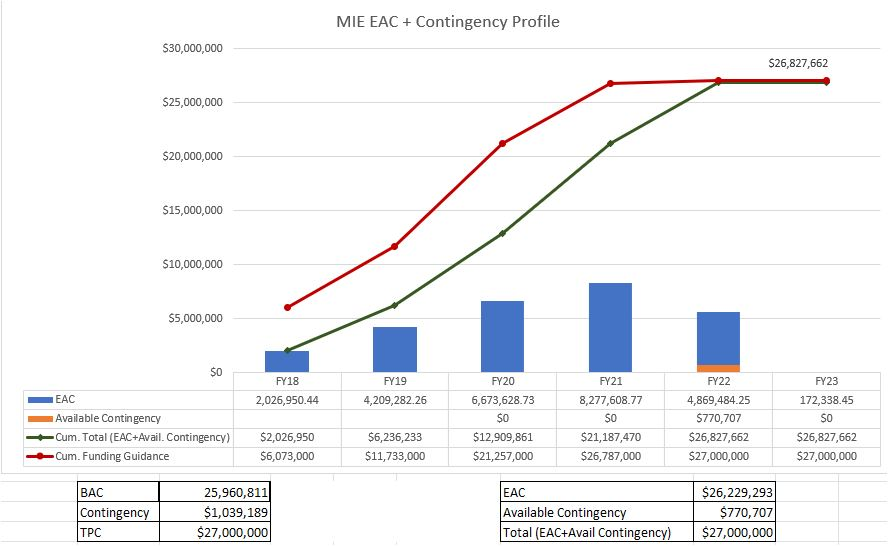 MIE EAC + Contingency Profile
$30,000,000
$26,827,662
$25,000,000
$20,000,000
$15,000,000
$10,000,000
$5,000,000
$0
FY18 FY19 FY20 FY21 FY22 FY23
EAC 2,026,950.44 4,209,282.26 6,673,628.73 8,277,608.77 4,869,484.25 172,338.45
Available Contingency $0 $0 $770,707 $0
Cum. Total (EAC+Avail. Contingency) $2,026,950 $6,236,233 $12,909,861 $21,187,470 $26,827,662 $26,827,662
Cum. Funding Guidance $6,073,000 $11,733,000 $21,257,000 $26,787,000 $27,000,000 $27,000,000
BAC 25,960,811
Contingency $1,039,189
TPC $27,000,000
EAC $26,229,293
Available Contingency $770,707
Total (EAC+Avail Contingency) $27,000,000